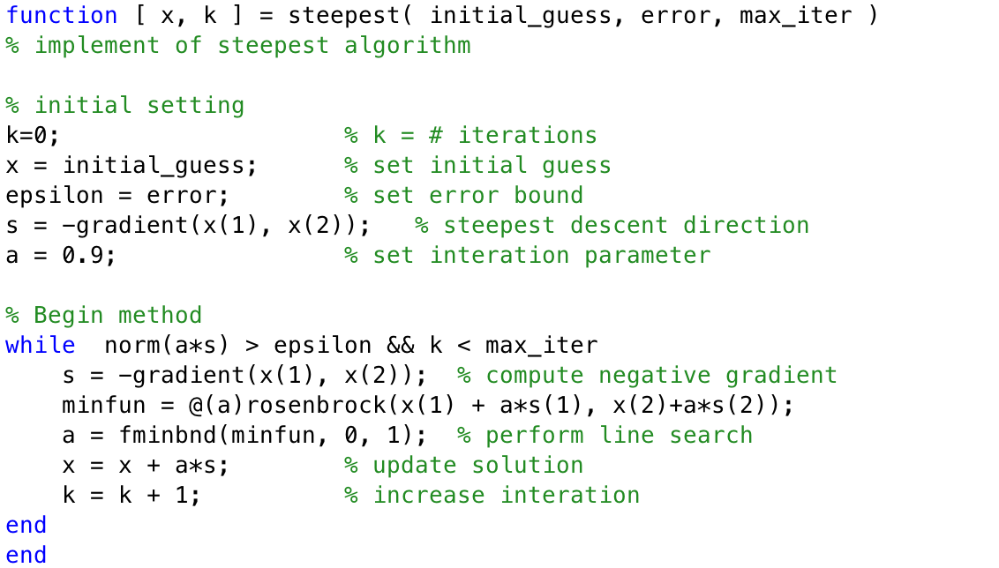 function [ x, k ] = steepest( initial_guess, error, max_iter )
% implement of steepest algorithm
% initial setting
k=0; % k = # iterations
x = initial_guess; % set initial guess
epsilon = error; % set error bound
s = -gradient(x(1), x(2)); % steepest descent direction
a = 0.9; % set interation parameter
% Begin method
while norm(a*s) > epsilon && k < max_iter
s = -gradient(x(1), x(2)); % compute negative gradient
minfun = @(a)rosenbrock(x(1) + a*s(1), x(2)+a*s(2));
a = fminbnd(minfun, 0, 1); % perform line search
x = x + a*s; % update solution
k = k + 1; % increase interation
end
end